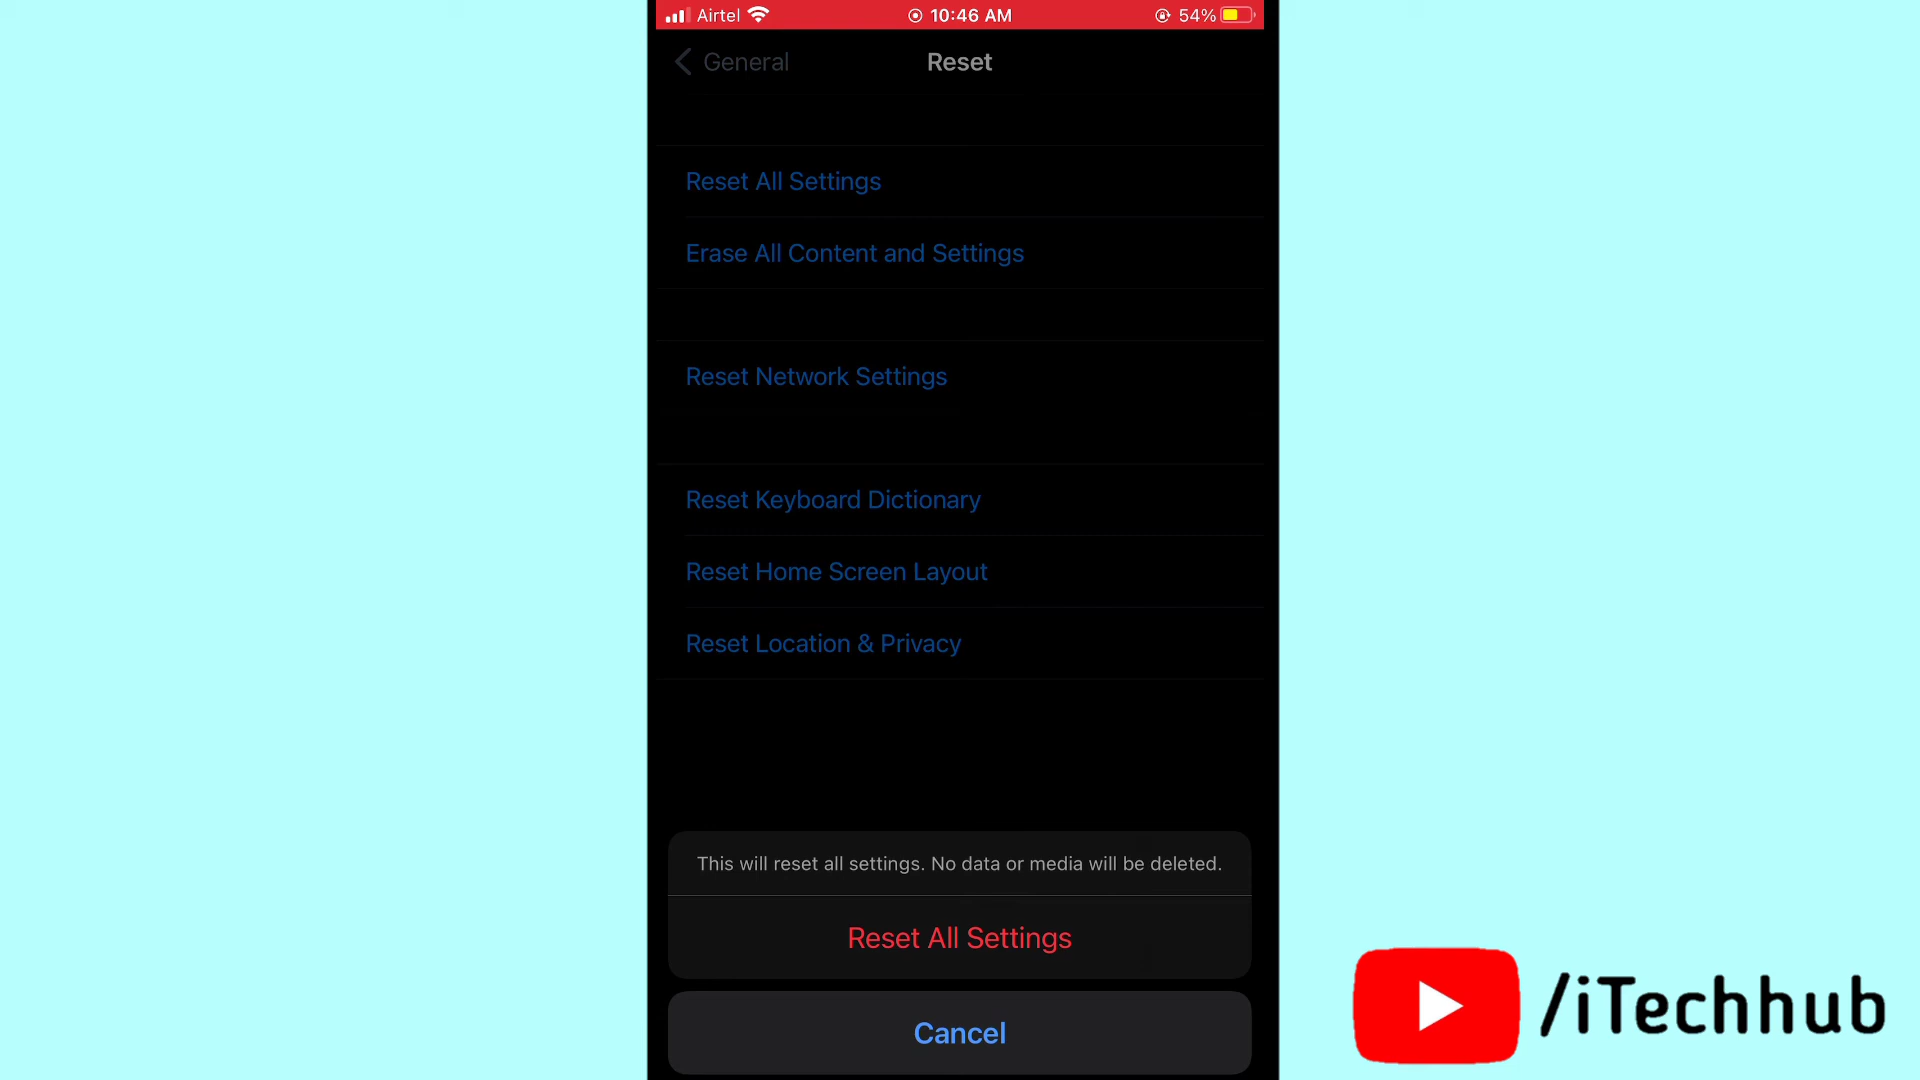 Airtel 10:46 AM 54%
General Reset
Reset All Settings
Erase All Content and Settings
Reset Network Settings
Reset Keyboard Dictionary
Reset Home Screen Layout
Reset Location & Privacy
This will reset all settings. No data or media will be deleted.
Reset All Settings
Cancel
/iTechhub